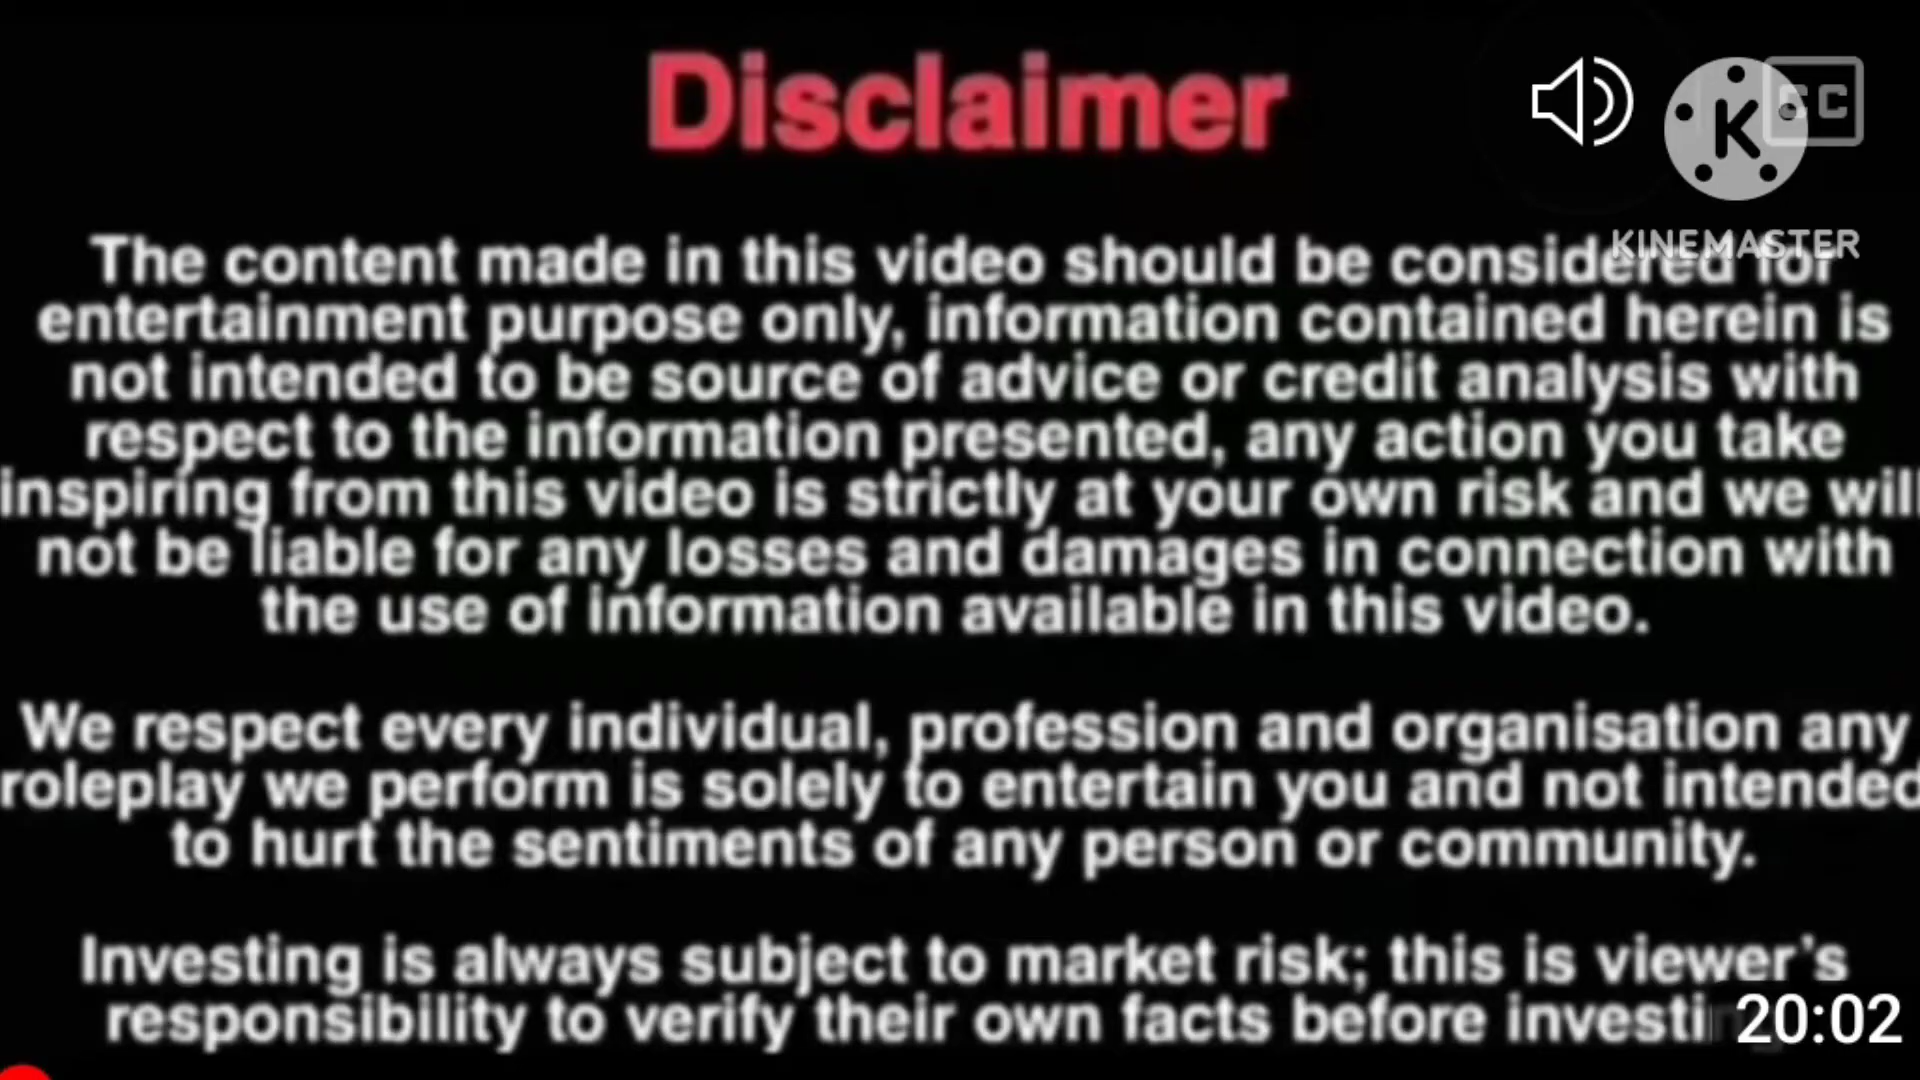 Disclaimer
CC
K
KINEMASTER
The content made in this video should be considered for
entertainment purpose only, information contained herein is
not intended to be source of advice or credit analysis with
respect to the information presented, any action you take
inspiring from this video is strictly at your own risk and we will
not be liable for any losses and damages in connection with
the use of information available in this video.
We respect every individual, profession and organisation any
roleplay we perform is solely to entertain you and not intended
to hurt the sentiments of any person or community.
Investing is always subject to market risk; this is viewer's
responsibility to verify their own facts before investi
20:02